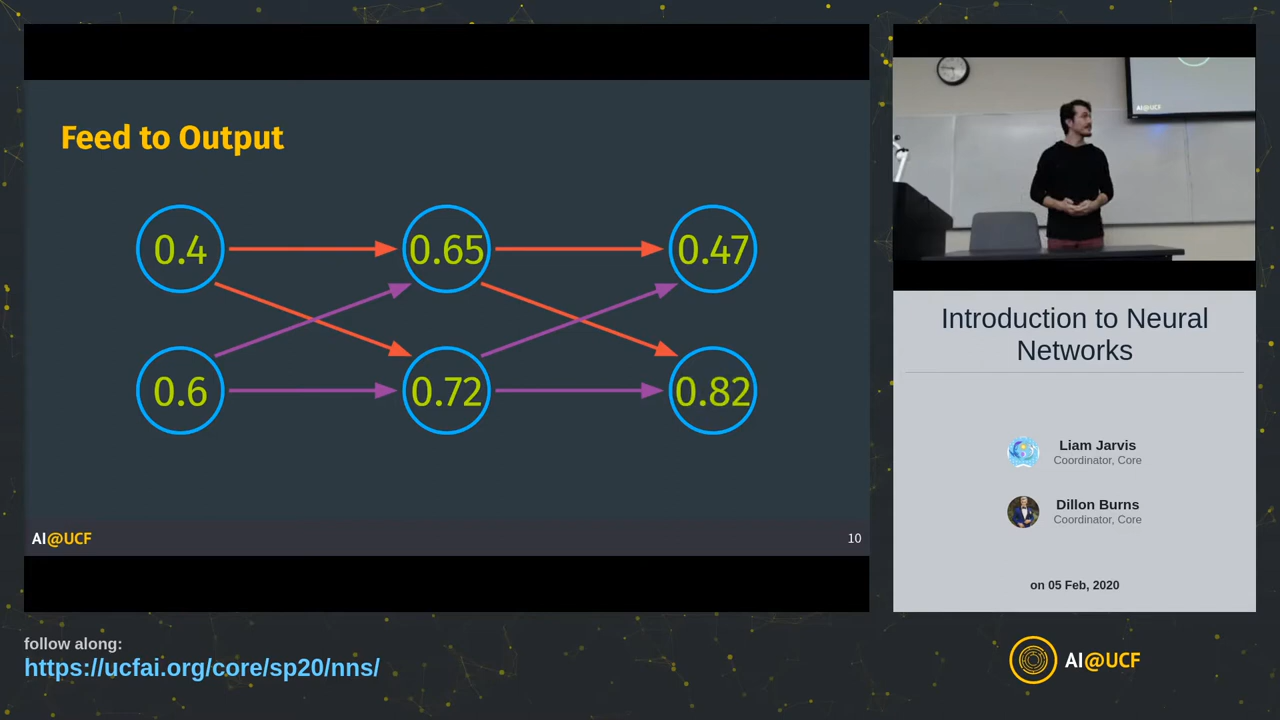 Feed to Output
0.4
0.65
0.47
0.6
0.72
0.82
AI@UCF
10
AI@UCF
Introduction to Neural
Networks
Liam Jarvis
Coordinator, Core
Dillon Burns
Coordinator, Core
on 05 Feb, 2020
follow along:
https://ucfai.org/core/sp20/nns/
AI@UCF